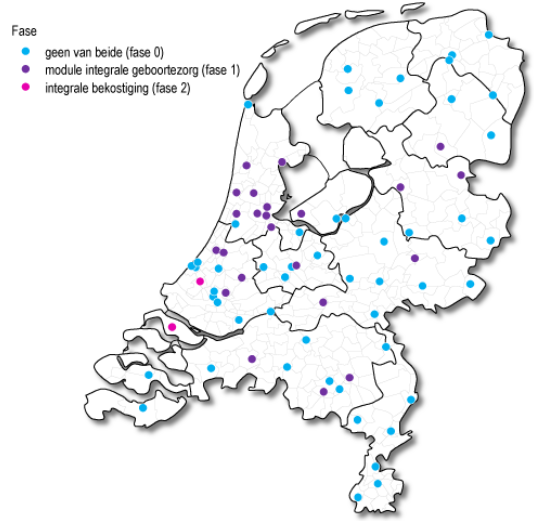 Fase
geen van beide (fase 0)
module integrale geboortezorg (fase 1)
integrale bekostiging (fase 2)